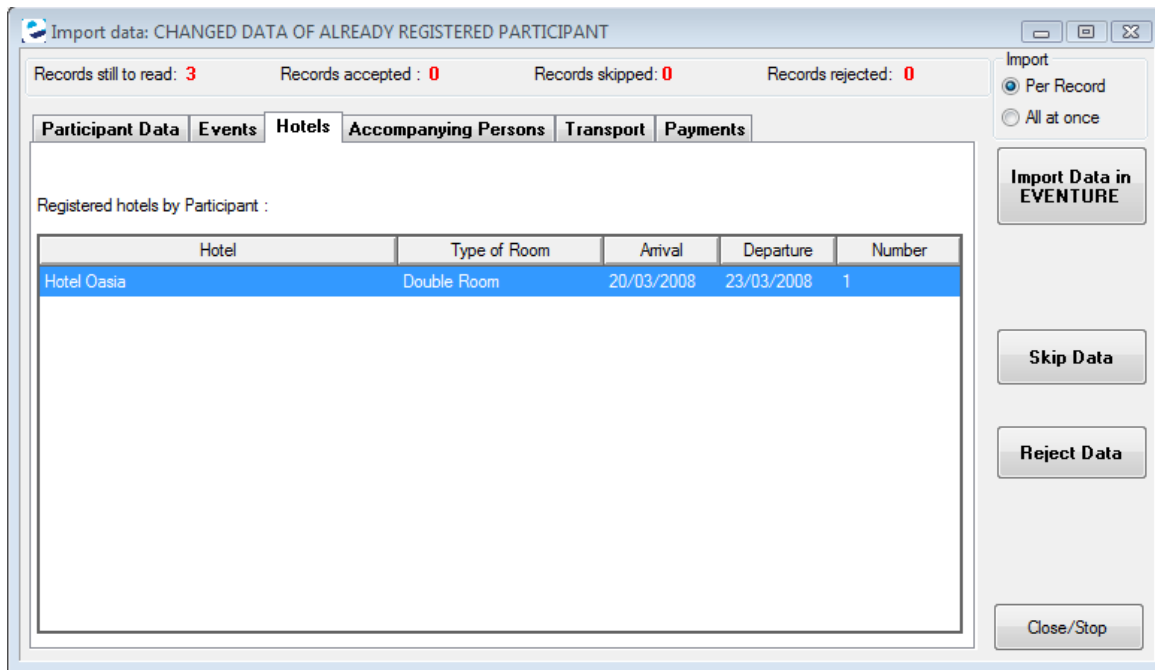 Import data: CHANGED DATA OF ALREADY REGISTERED PARTICIPANT
Records still to read: 3 Records accepted : 0 Records skipped: 0 Records rejected: 0
Import
Per Record
All at once
Participant Data Events Hotels Accompanying Persons Transport Payments
Import Data in
EVENTURE
Registered hotels by Participant :
Hotel Type of Room Arrival Departure Number
Hotel Oasia Double Room 20/03/2008 23/03/2008 1
Skip Data
Reject Data
Close/Stop